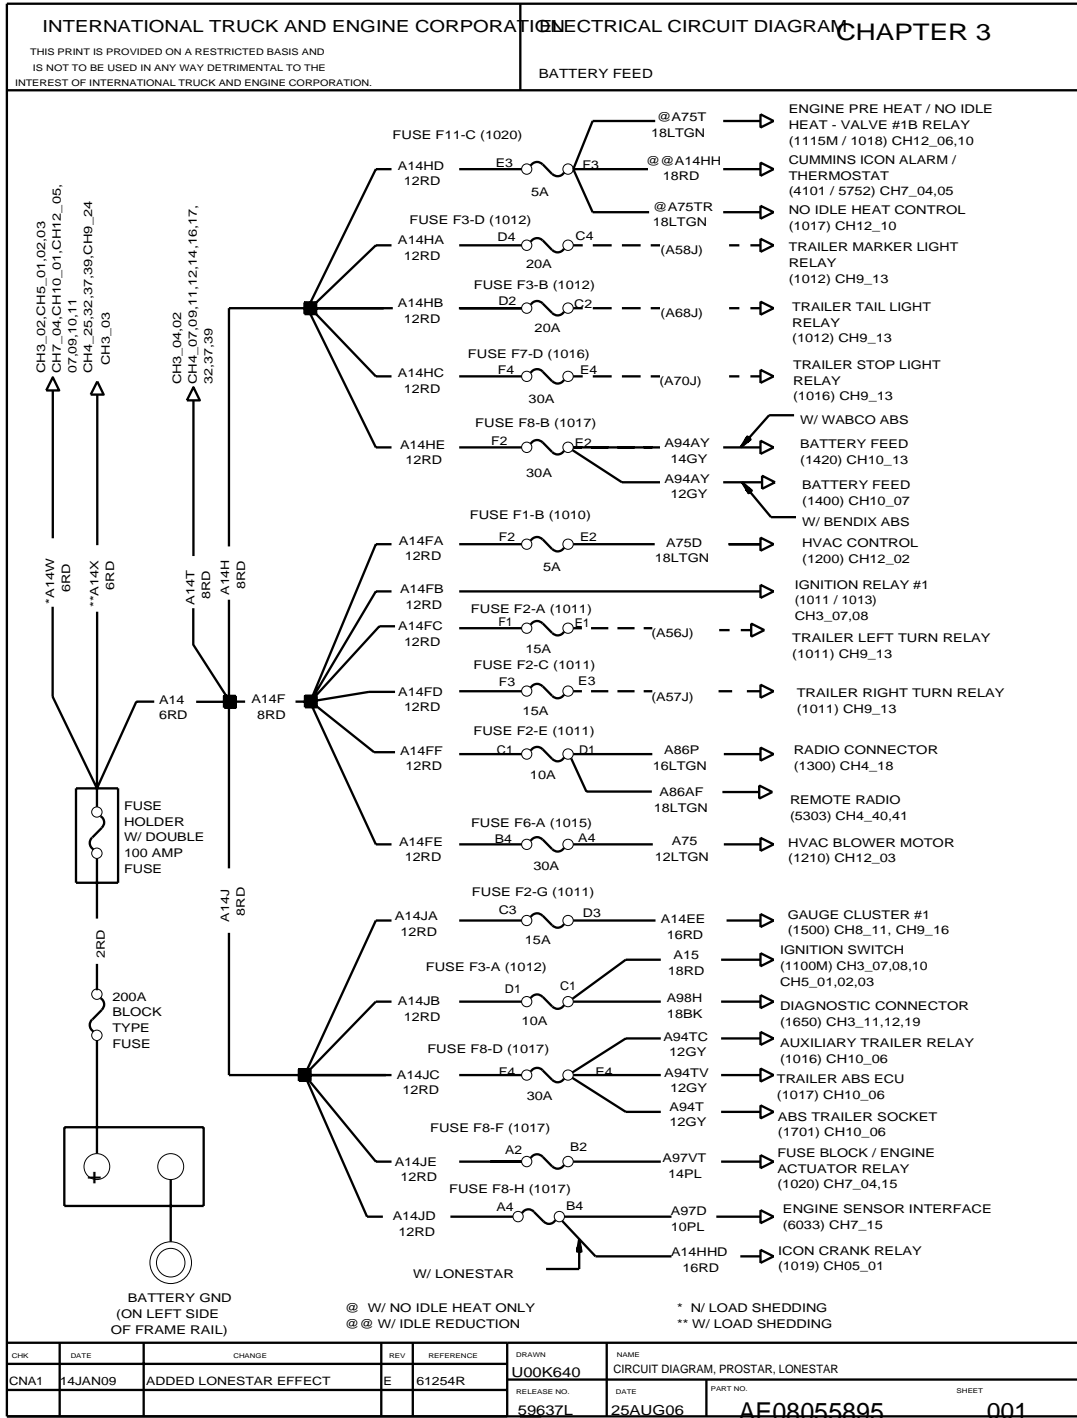 INTERNATIONAL TRUCK AND ENGINE CORPORATION
THIS PRINT IS PROVIDED ON A RESTRICTED BASIS AND
IS NOT TO BE USED IN ANY WAY DETRIMENTAL TO THE
INTEREST OF INTERNATIONAL TRUCK AND ENGINE CORPORATION.
ELECTRICAL CIRCUIT DIAGRAM
CHAPTER 3
BATTERY FEED
CH3_02,CH5_01,02,03
CH7_04,CH10_01,CH12_05,
07,09,10,11
CH4_25,32,37,39,CH9_24
CH3_03
CH3_04,02
CH4_07,09,11,12,14,16,17,
32,37,39
*A14W
6RD
**A14X
6RD
A14T
8RD
A14H
8RD
A14
6RD
A14F
8RD
A14J
8RD
FUSE
HOLDER
W/ DOUBLE
100 AMP
FUSE
2RD
200A
BLOCK
TYPE
FUSE
+
BATTERY GND
(ON LEFT SIDE
OF FRAME RAIL)
FUSE F11-C (1020)
A14HD
12RD
E3
F3
5A
@A75T
18LTGN
ENGINE PRE HEAT / NO IDLE
HEAT - VALVE #1B RELAY
(1115M / 1018) CH12_06,10
@@A14HH
18RD
CUMMINS ICON ALARM /
THERMOSTAT
(4101 / 5752) CH7_04,05
@A75TR
18LTGN
NO IDLE HEAT CONTROL
(1017) CH12_10
FUSE F3-D (1012)
A14HA
12RD
D4
C4
20A
(A58J)
TRAILER MARKER LIGHT
RELAY
(1012) CH9_13
FUSE F3-B (1012)
A14HB
12RD
D2
C2
20A
(A68J)
TRAILER TAIL LIGHT
RELAY
(1012) CH9_13
FUSE F7-D (1016)
A14HC
12RD
F4
E4
30A
(A70J)
TRAILER STOP LIGHT
RELAY
(1016) CH9_13
FUSE F8-B (1017)
A14HE
12RD
F2
E2
30A
W/ WABCO ABS
A94AY
14GY
BATTERY FEED
(1420) CH10_13
A94AY
12GY
BATTERY FEED
(1400) CH10_07
W/ BENDIX ABS
FUSE F1-B (1010)
A14FA
12RD
F2
E2
5A
A75D
18LTGN
HVAC CONTROL
(1200) CH12_02
A14FB
12RD
IGNITION RELAY #1
(1011 / 1013)
CH3_07,08
FUSE F2-A (1011)
A14FC
12RD
F1
E1
15A
(A56J)
TRAILER LEFT TURN RELAY
(1011) CH9_13
FUSE F2-C (1011)
A14FD
12RD
F3
E3
15A
(A57J)
TRAILER RIGHT TURN RELAY
(1011) CH9_13
FUSE F2-E (1011)
A14FF
12RD
C1
D1
10A
A86P
16LTGN
RADIO CONNECTOR
(1300) CH4_18
A86AF
18LTGN
REMOTE RADIO
(5303) CH4_40,41
FUSE F6-A (1015)
A14FE
12RD
B4
A4
30A
A75
12LTGN
HVAC BLOWER MOTOR
(1210) CH12_03
FUSE F2-G (1011)
A14JA
12RD
C3
D3
15A
A14EE
16RD
GAUGE CLUSTER #1
(1500) CH8_11, CH9_16
FUSE F3-A (1012)
A14JB
12RD
D1
C1
10A
A15
18RD
IGNITION SWITCH
(1100M) CH3_07,08,10
CH5_01,02,03
A98H
18BK
DIAGNOSTIC CONNECTOR
(1650) CH3_11,12,19
FUSE F8-D (1017)
A14JC
12RD
F4
E4
30A
A94TC
12GY
AUXILIARY TRAILER RELAY
(1016) CH10_06
A94TV
12GY
TRAILER ABS ECU
(1017) CH10_06
A94T
12GY
ABS TRAILER SOCKET
(1701) CH10_06
FUSE F8-F (1017)
A14JE
12RD
A2
B2
A97VT
14PL
FUSE BLOCK / ENGINE
ACTUATOR RELAY
(1020) CH7_04,15
FUSE F8-H (1017)
A14JD
12RD
A4
B4
A97D
10PL
ENGINE SENSOR INTERFACE
(6033) CH7_15
A14HHD
16RD
ICON CRANK RELAY
(1019) CH05_01
W/ LONESTAR
@ W/ NO IDLE HEAT ONLY
@@ W/ IDLE REDUCTION
* N/ LOAD SHEDDING
** W/ LOAD SHEDDING
CHK DATE CHANGE REV REFERENCE
CNA1 14JAN09 ADDED LONESTAR EFFECT E 61254R
DRAWN
U00K640
NAME
CIRCUIT DIAGRAM, PROSTAR, LONESTAR
RELEASE NO.
59637L
DATE
25AUG06
PART NO.
AE08055895
SHEET
001